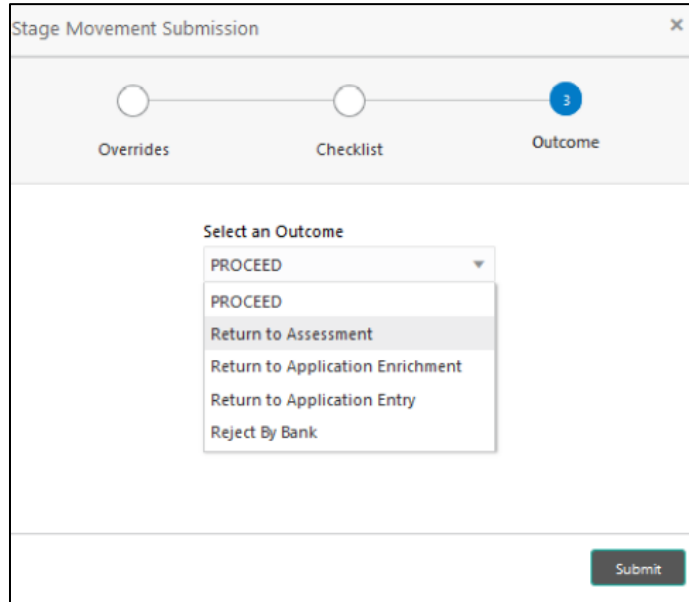 Stage Movement Submission
×
3
Overrides
Checklist
Outcome
Select an Outcome
PROCEED
PROCEED
Return to Assessment
Return to Application Enrichment
Return to Application Entry
Reject By Bank
Submit